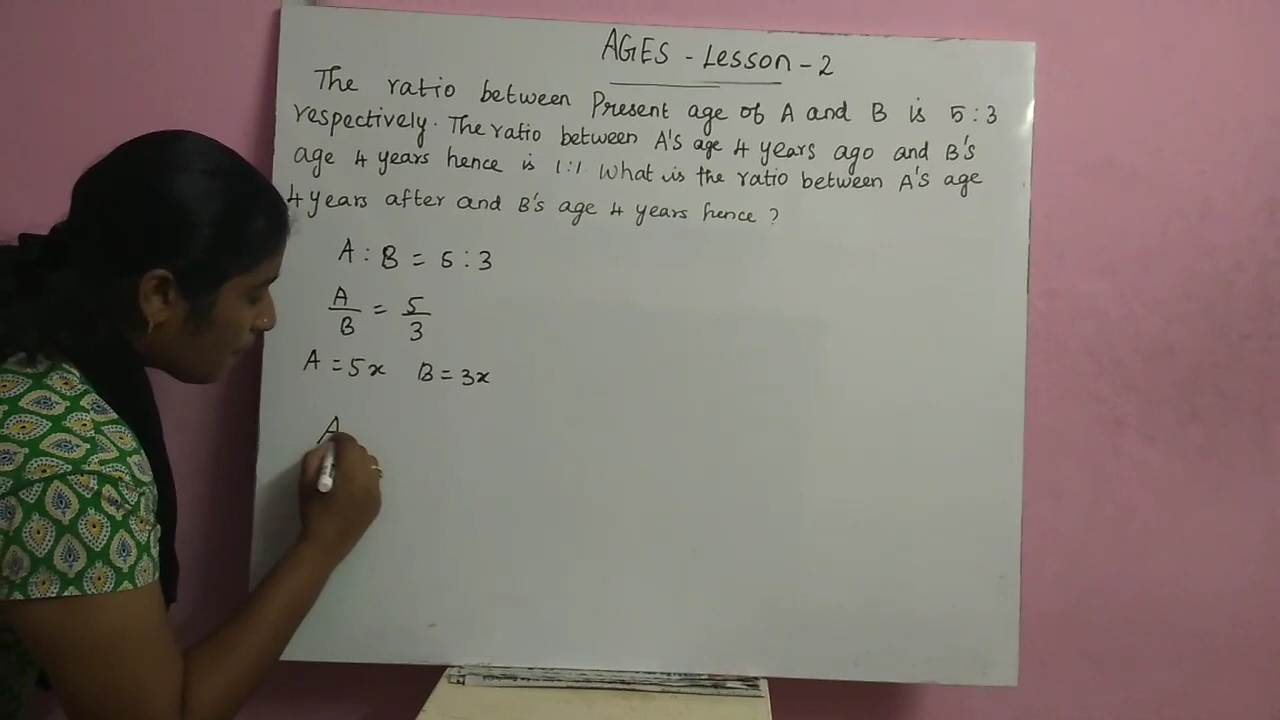 AGES - Lesson - 2
The ratio between Present age of A and B is 5 : 3
respectively. The ratio between A's age 4 years ago and B's
age 4 years hence is 1:1. What is the ratio between A's age
4 years after and B's age 4 years hence ?
A : B = 5 : 3
A/B = 5/3
A = 5x B = 3x
A